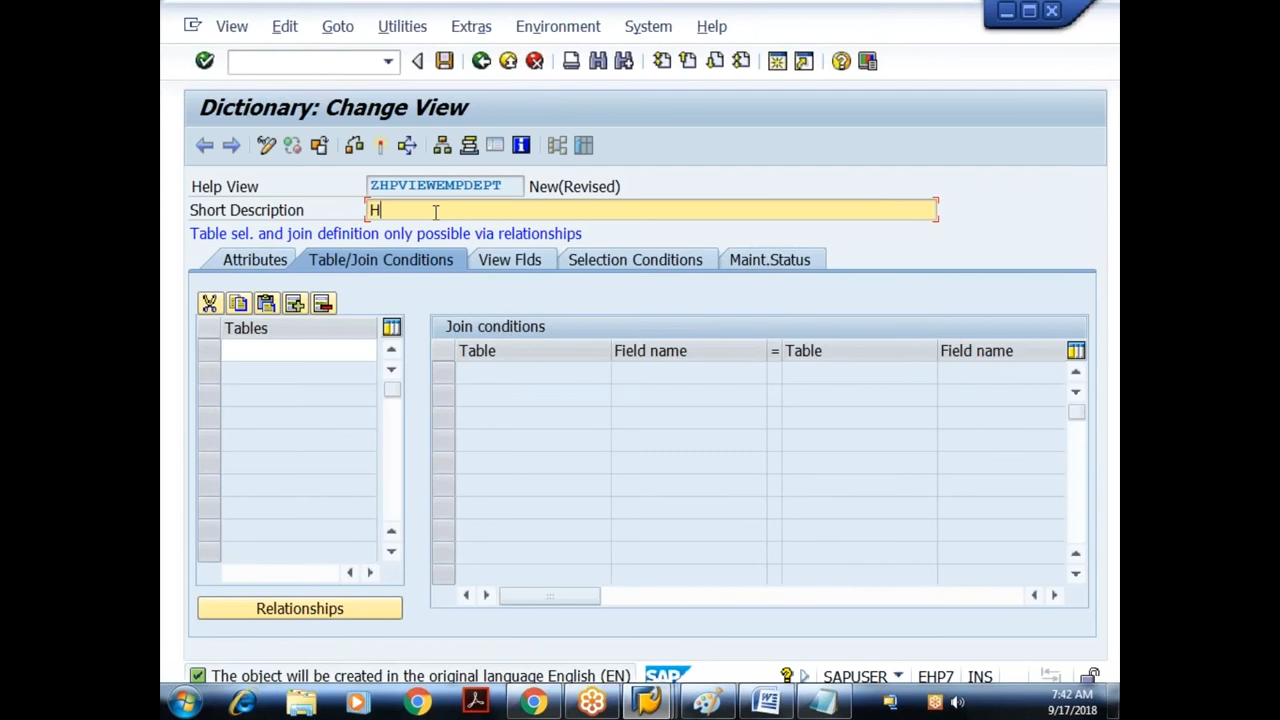 View Edit Goto Utilities Extras Environment System Help
Dictionary: Change View
Help View ZHPVIEWEMPDEPT New(Revised)
Short Description H
Table sel. and join definition only possible via relationships
Attributes Table/Join Conditions View Flds Selection Conditions Maint.Status
Tables
Join conditions
Table Field name = Table Field name
Relationships
The object will be created in the original language English (EN) SAP SAPUSER EHP7 INS
7:42 AM
9/17/2018